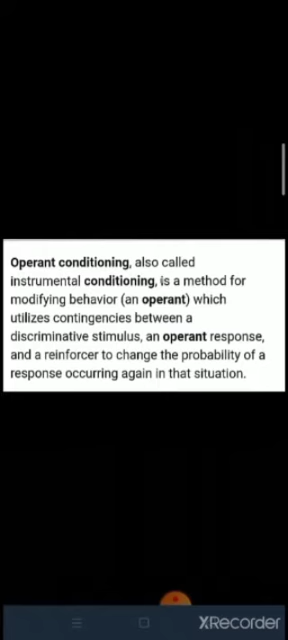 Operant conditioning, also called
instrumental conditioning, is a method for
modifying behavior (an operant) which
utilizes contingencies between a
discriminative stimulus, an operant response,
and a reinforcer to change the probability of a
response occurring again in that situation.
XRecorder